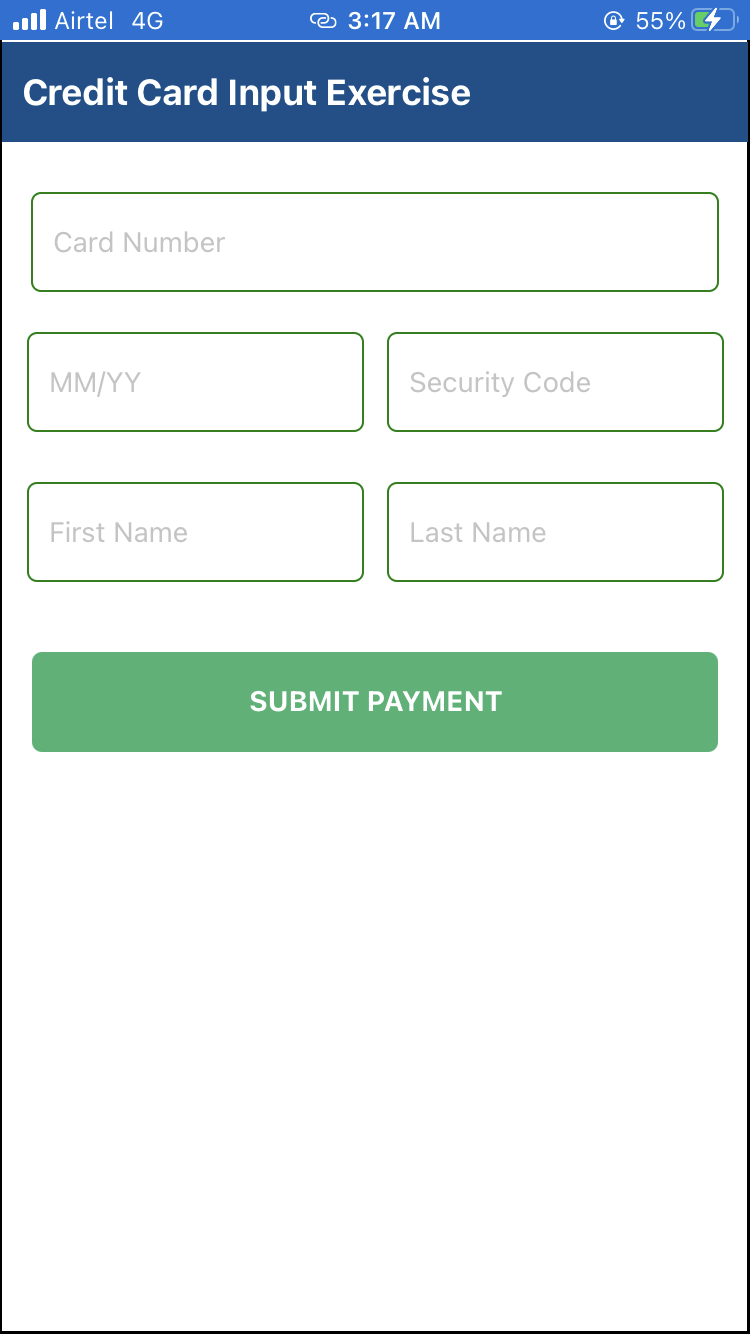 Airtel 4G 3:17 AM 55%
Credit Card Input Exercise
Card Number
MM/YY Security Code
First Name Last Name
SUBMIT PAYMENT